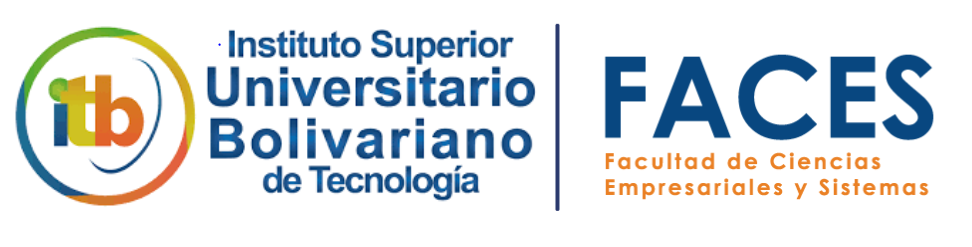 itb
Instituto Superior
Universitario
Bolivariano
de Tecnología
FACES
Facultad de Ciencias
Empresariales y Sistemas